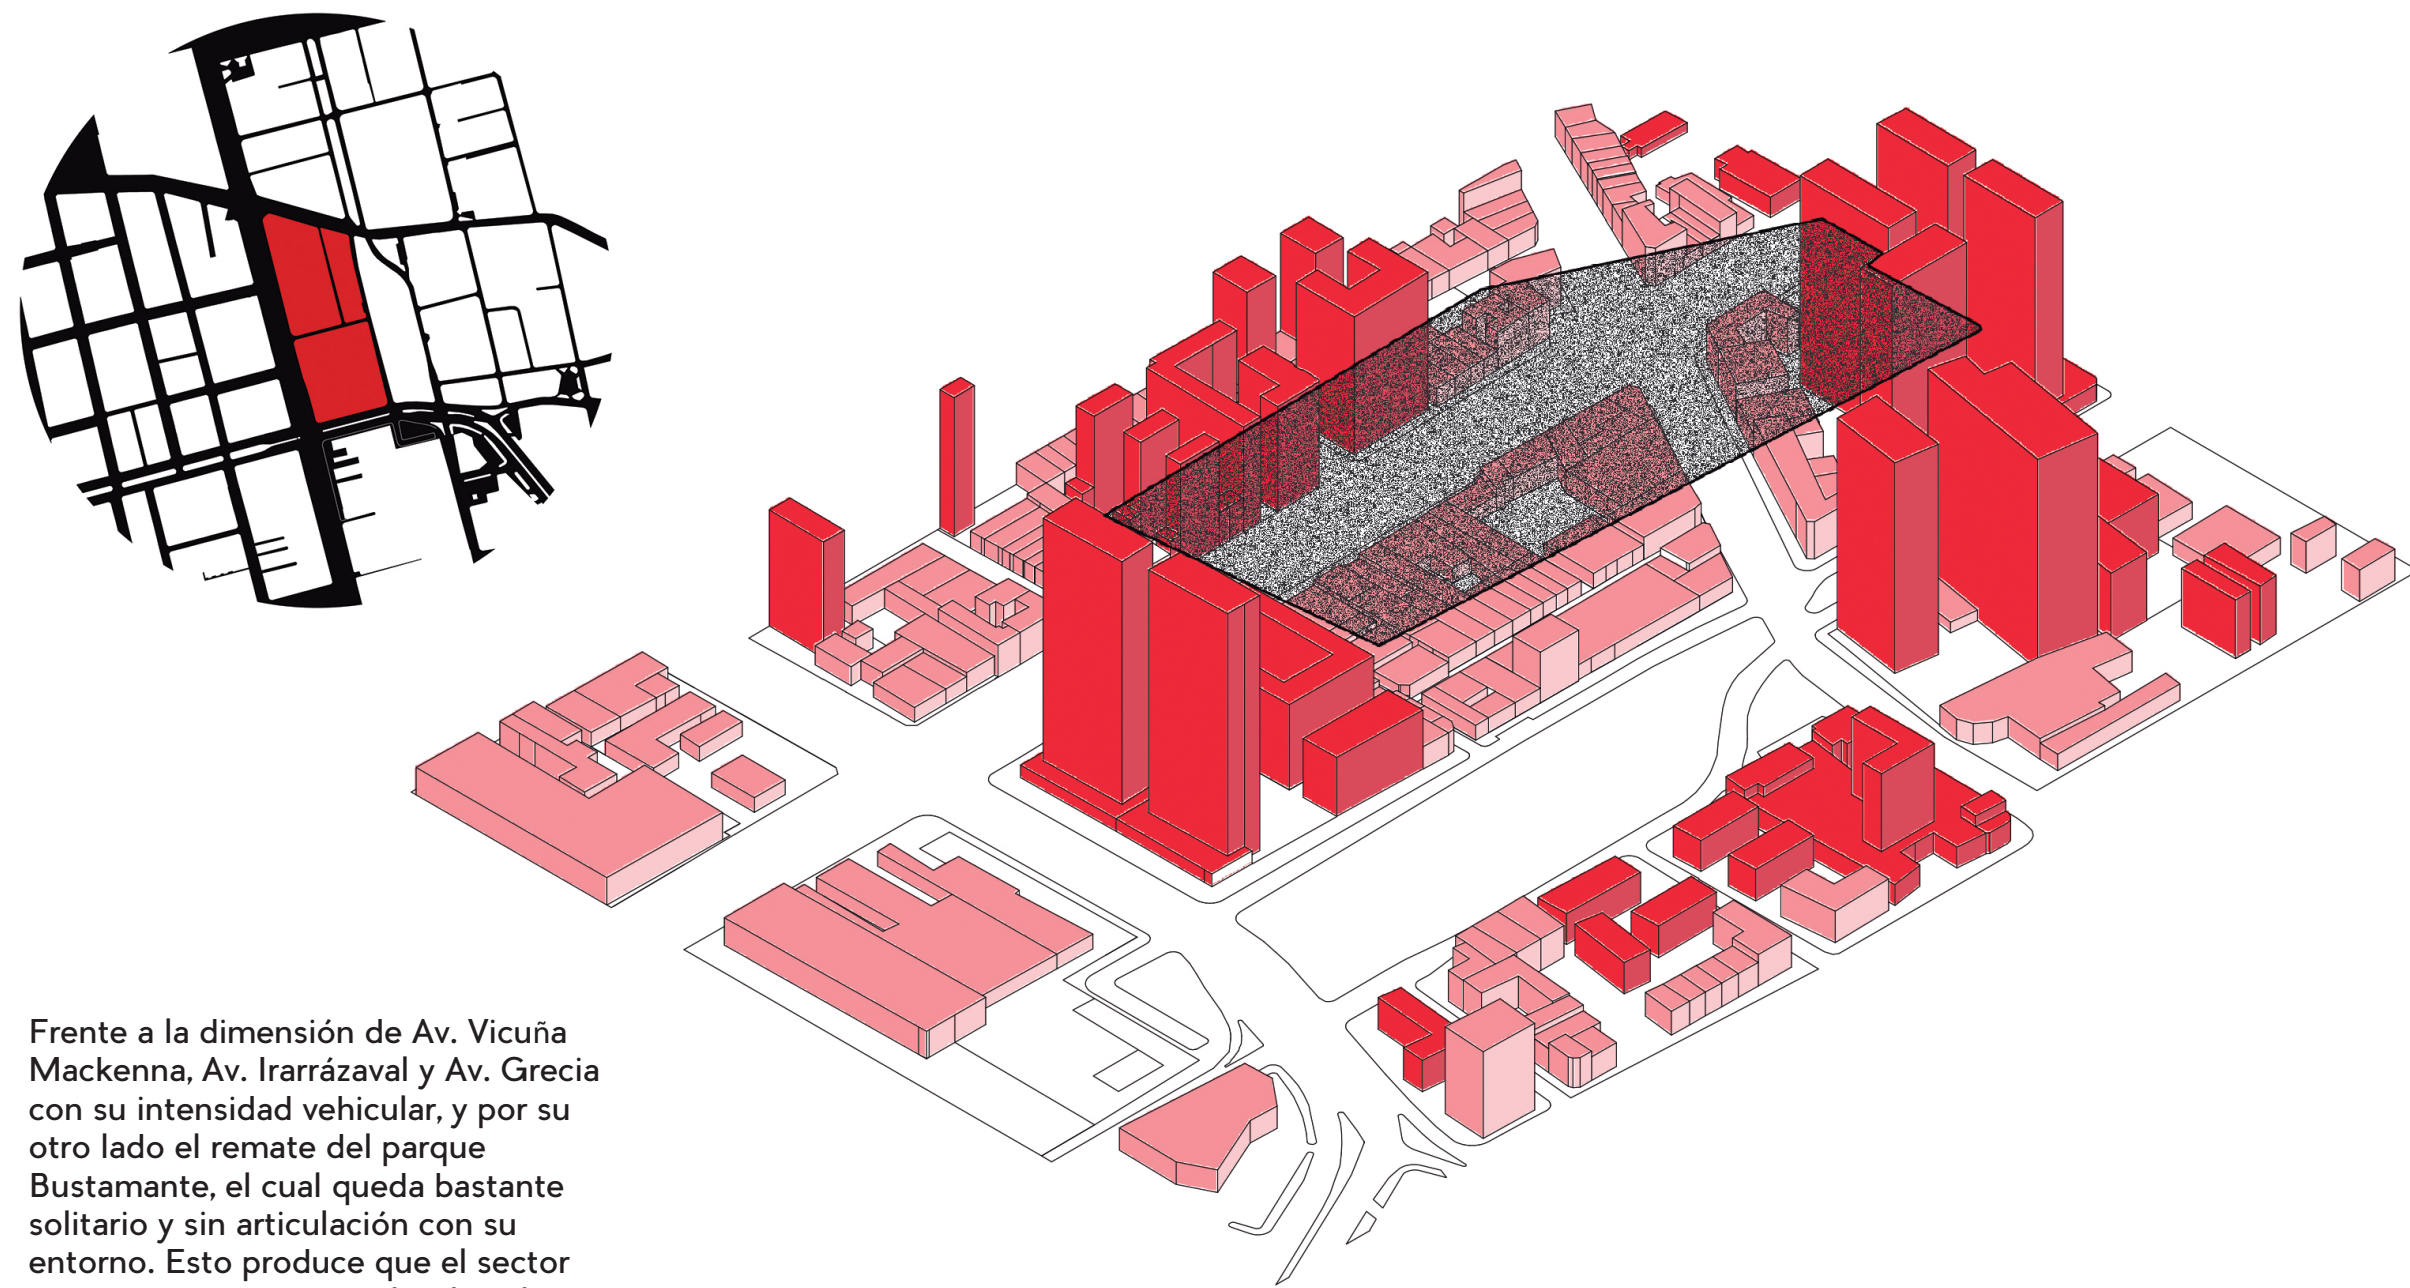 Frente a la dimensión de Av. Vicuña
Mackenna, Av. Irarrázaval y Av. Grecia
con su intensidad vehicular, y por su
otro lado el remate del parque
Bustamante, el cual queda bastante
solitario y sin articulación con su
entorno. Esto produce que el sector